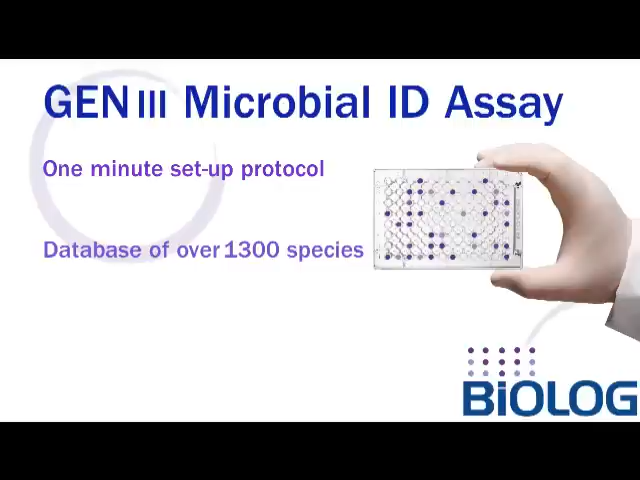 GEN III Microbial ID Assay
One minute set-up protocol
Database of over 1300 species
BiOLOG